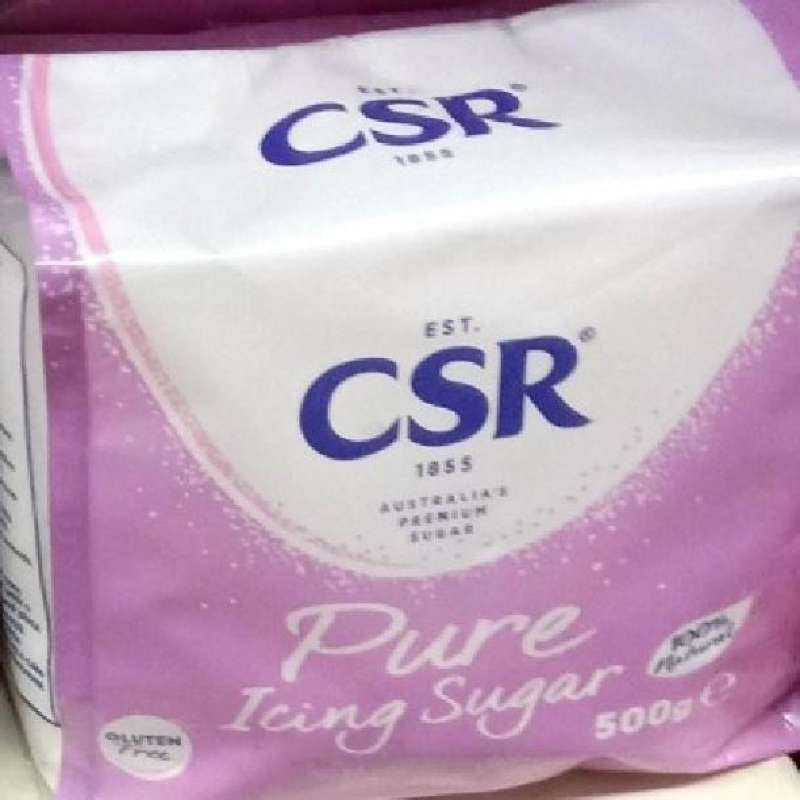 EST.
CSR®
1855
EST.
CSR®
1855
AUSTRALIA'S
PREMIUM
SUGAR
Pure
Icing Sugar
100%
Natural
500g e
GLUTEN
Free